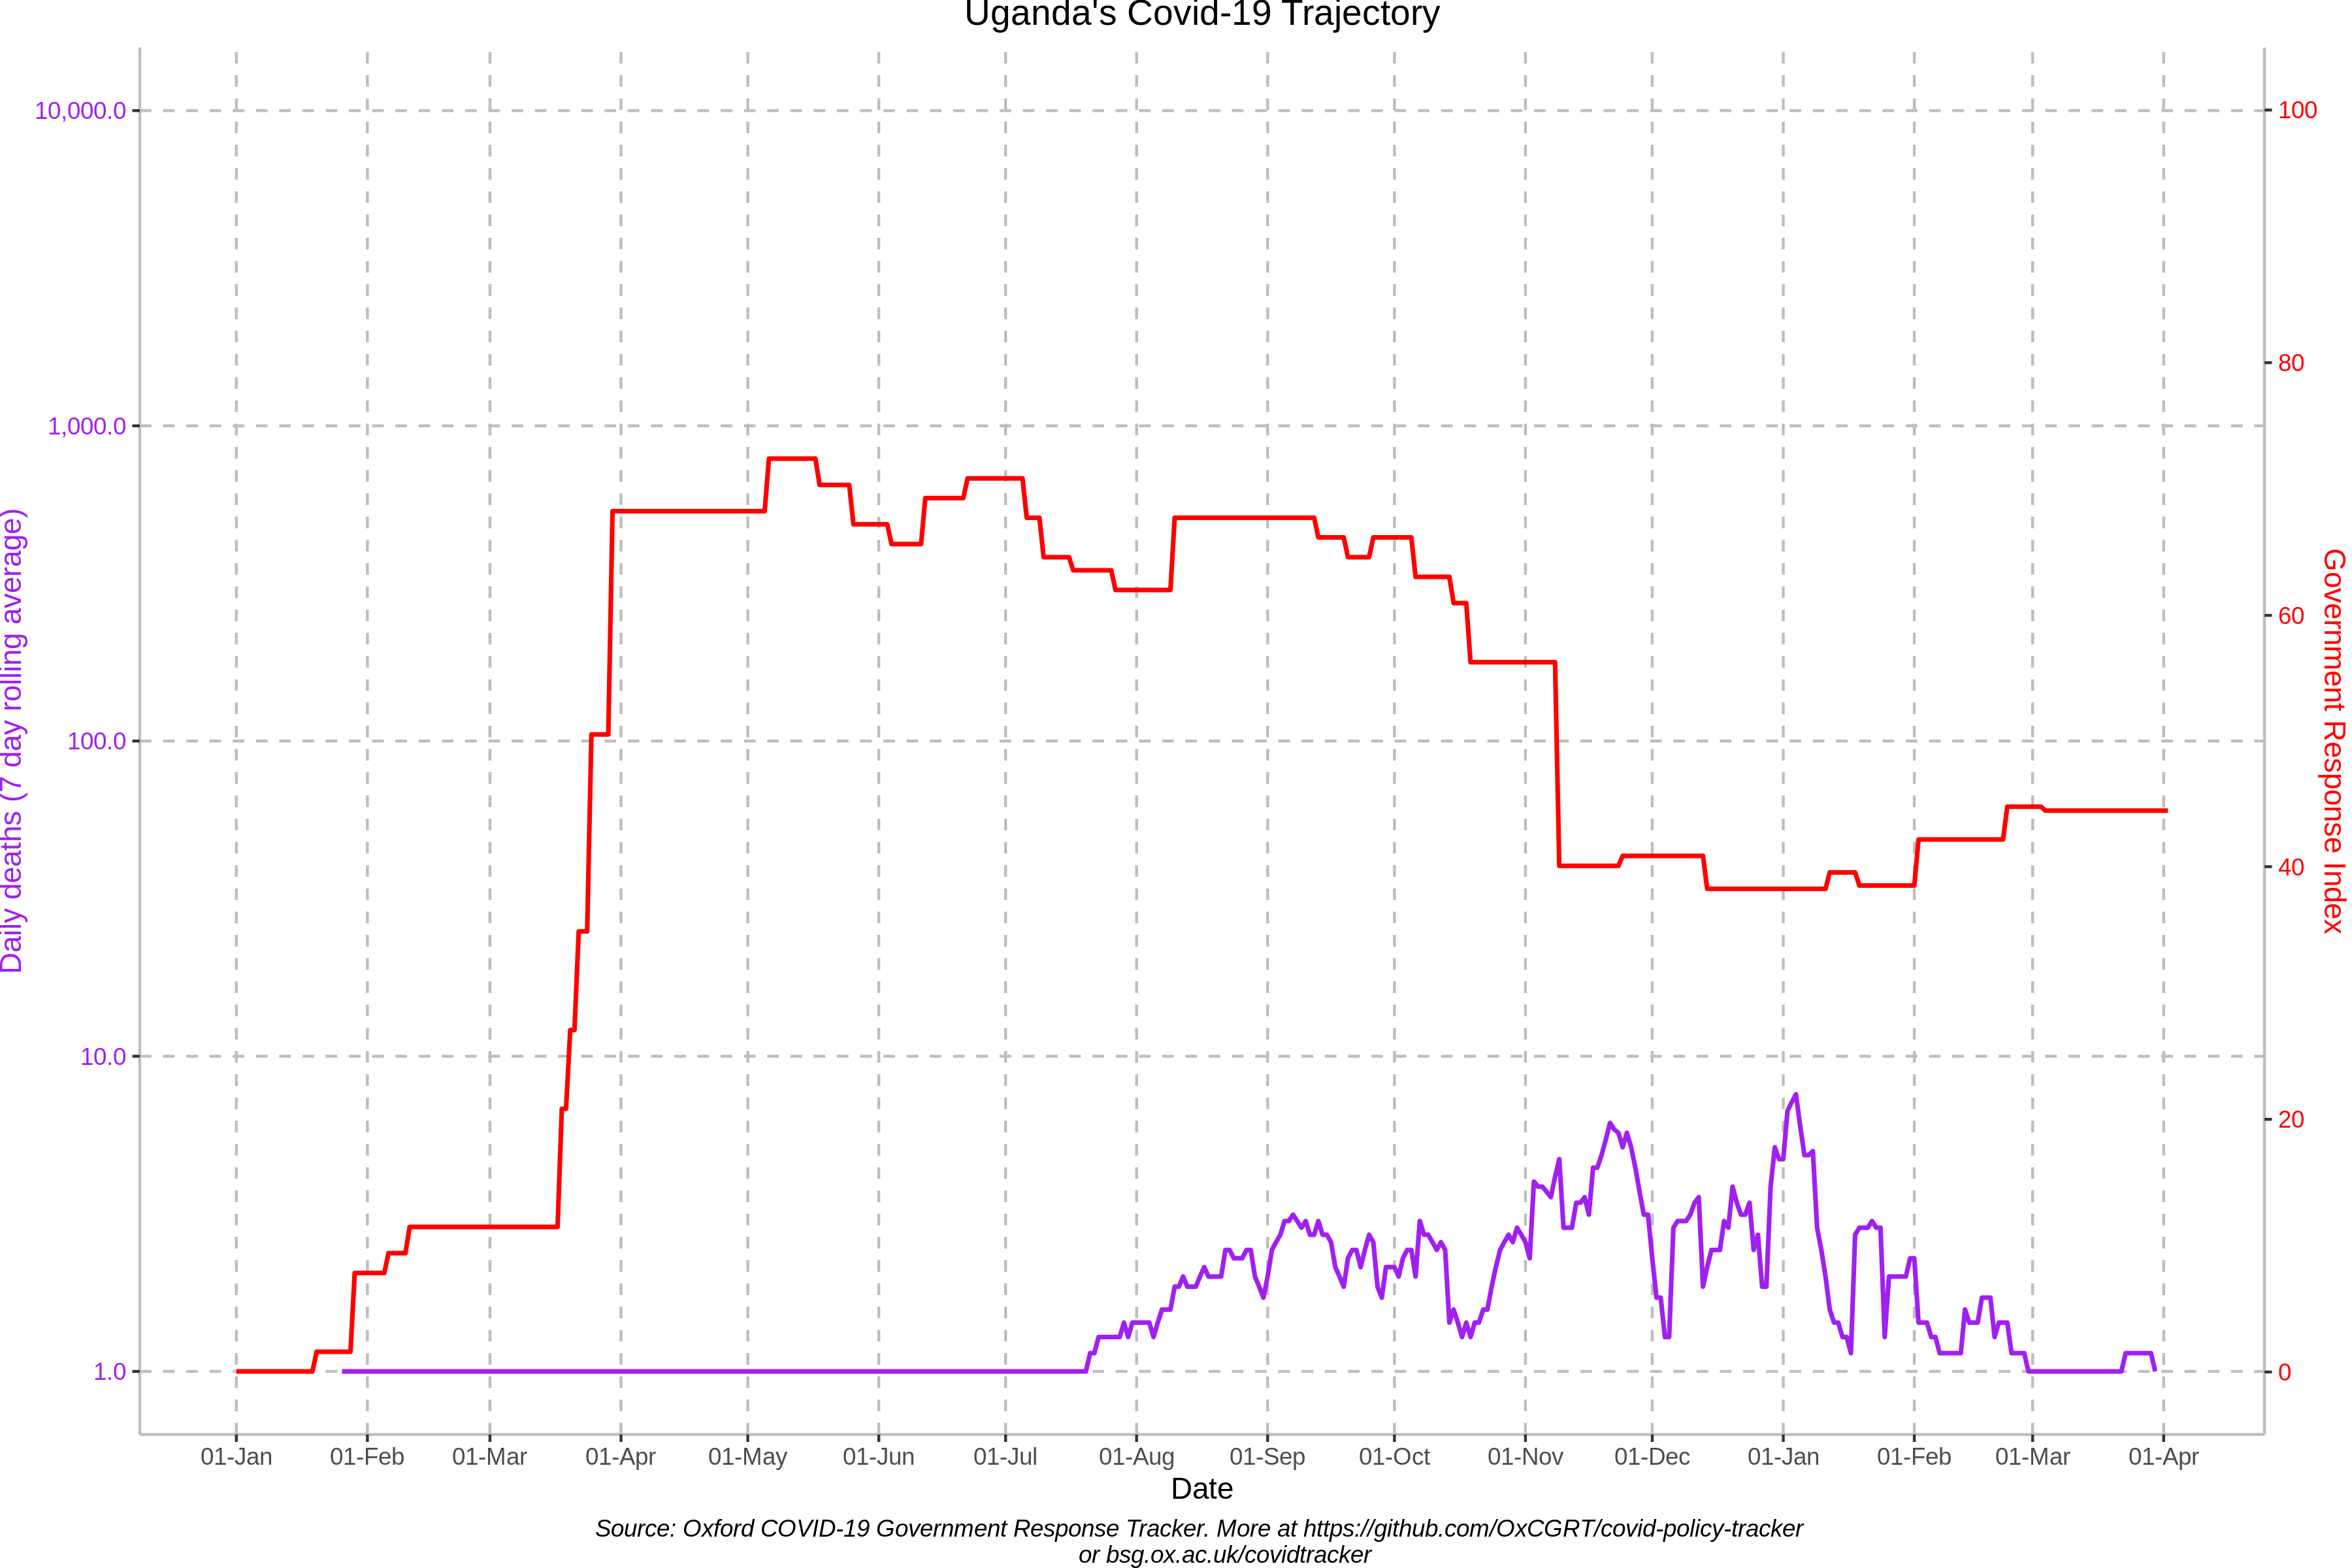 Uganda's Covid-19 Trajectory
10,000.0
1,000.0
100.0
10.0
1.0
Daily deaths (7 day rolling average)
100
80
60
40
20
0
Government Response Index
01-Jan 01-Feb 01-Mar 01-Apr 01-May 01-Jun 01-Jul 01-Aug 01-Sep 01-Oct 01-Nov 01-Dec 01-Jan 01-Feb 01-Mar 01-Apr
Date
Source: Oxford COVID-19 Government Response Tracker. More at https://github.com/OxCGRT/covid-policy-tracker
or bsg.ox.ac.uk/covidtracker